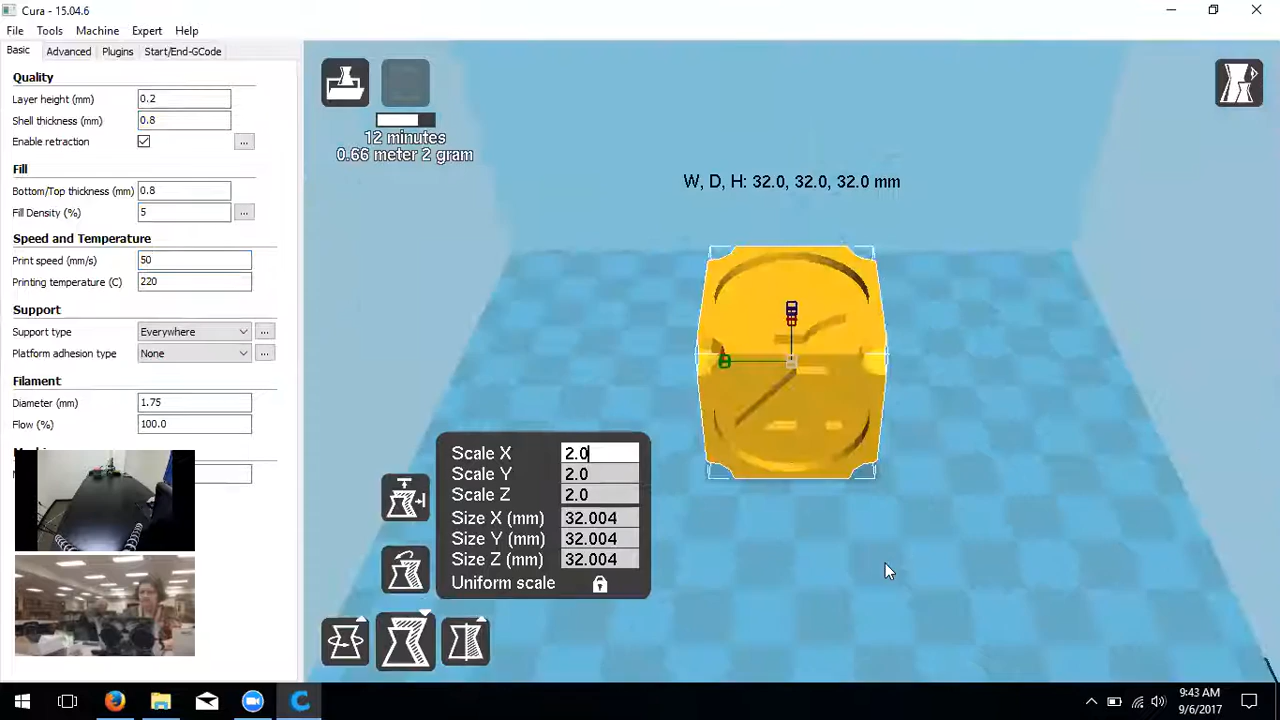 Cura - 15.04.6
File Tools Machine Expert Help
Basic Advanced Plugins Start/End-GCode
Quality
Layer height (mm) 0.2
Shell thickness (mm) 0.8
Enable retraction ...
Fill
Bottom/Top thickness (mm) 0.8
Fill Density (%) 5 ...
Speed and Temperature
Print speed (mm/s) 50
Printing temperature (C) 220
Support
Support type Everywhere ...
Platform adhesion type None ...
Filament
Diameter (mm) 1.75
Flow (%) 100.0
12 minutes
0.66 meter 2 gram
W, D, H: 32.0, 32.0, 32.0 mm
Scale X 2.0
Scale Y 2.0
Scale Z 2.0
Size X (mm) 32.004
Size Y (mm) 32.004
Size Z (mm) 32.004
Uniform scale
9:43 AM
9/6/2017